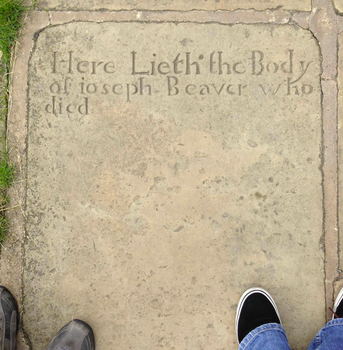 Here Lieth the Body
of ioseph Beaver who
died